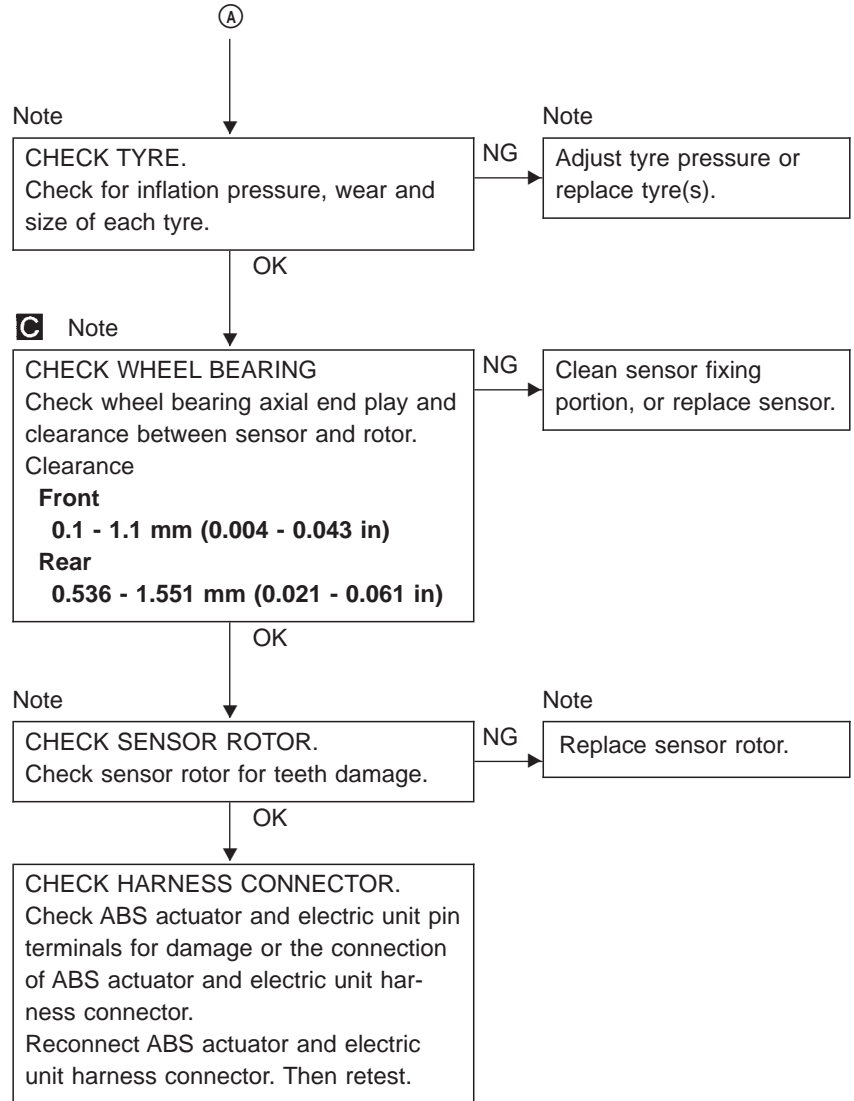 A
Note
CHECK TYRE.
Check for inflation pressure, wear and
size of each tyre.
NG
Note
Adjust tyre pressure or
replace tyre(s).
OK
C Note
CHECK WHEEL BEARING
Check wheel bearing axial end play and
clearance between sensor and rotor.
Clearance
Front
0.1 - 1.1 mm (0.004 - 0.043 in)
Rear
0.536 - 1.551 mm (0.021 - 0.061 in)
NG
Clean sensor fixing
portion, or replace sensor.
OK
Note
CHECK SENSOR ROTOR.
Check sensor rotor for teeth damage.
NG
Note
Replace sensor rotor.
OK
CHECK HARNESS CONNECTOR.
Check ABS actuator and electric unit pin
terminals for damage or the connection
of ABS actuator and electric unit har-
ness connector.
Reconnect ABS actuator and electric
unit harness connector. Then retest.